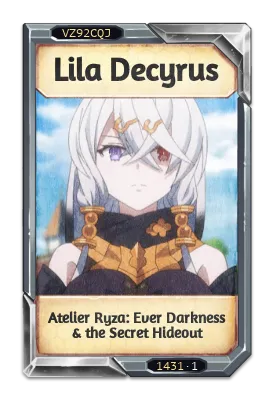 VZ92CQJ
Lila Decyrus
Atelier Ryza: Ever Darkness
& the Secret Hideout
1431·1